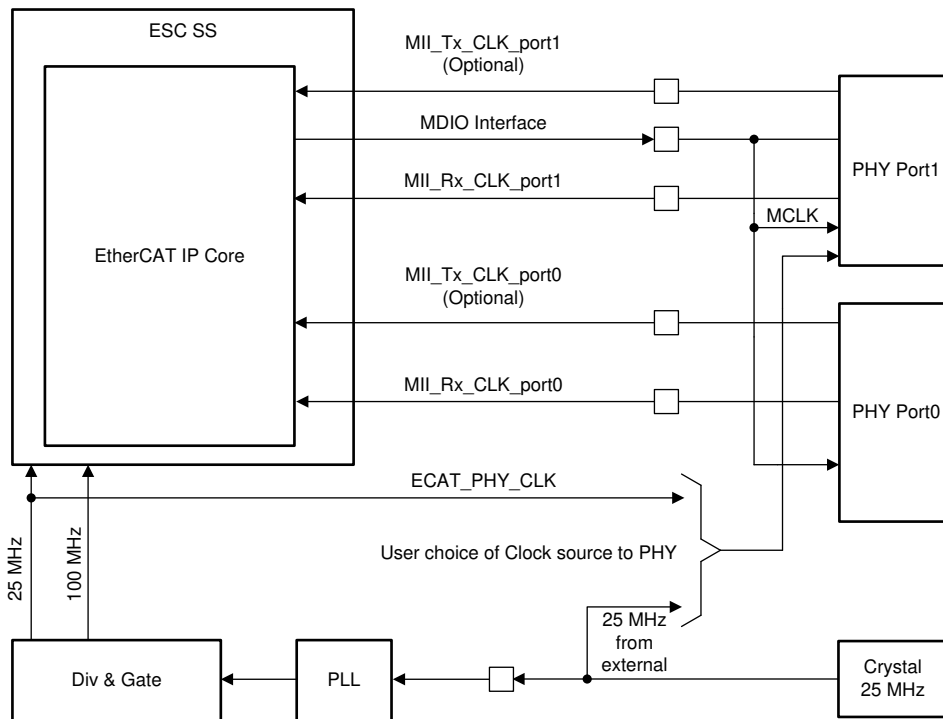 ESC SS
EtherCAT IP Core
MII_Tx_CLK_port1
(Optional)
MDIO Interface
MII_Rx_CLK_port1
MCLK
PHY Port1
MII_Tx_CLK_port0
(Optional)
MII_Rx_CLK_port0
PHY Port0
ECAT_PHY_CLK
User choice of Clock source to PHY
25 MHz
100 MHz
25 MHz
from
external
Div & Gate
PLL
Crystal
25 MHz